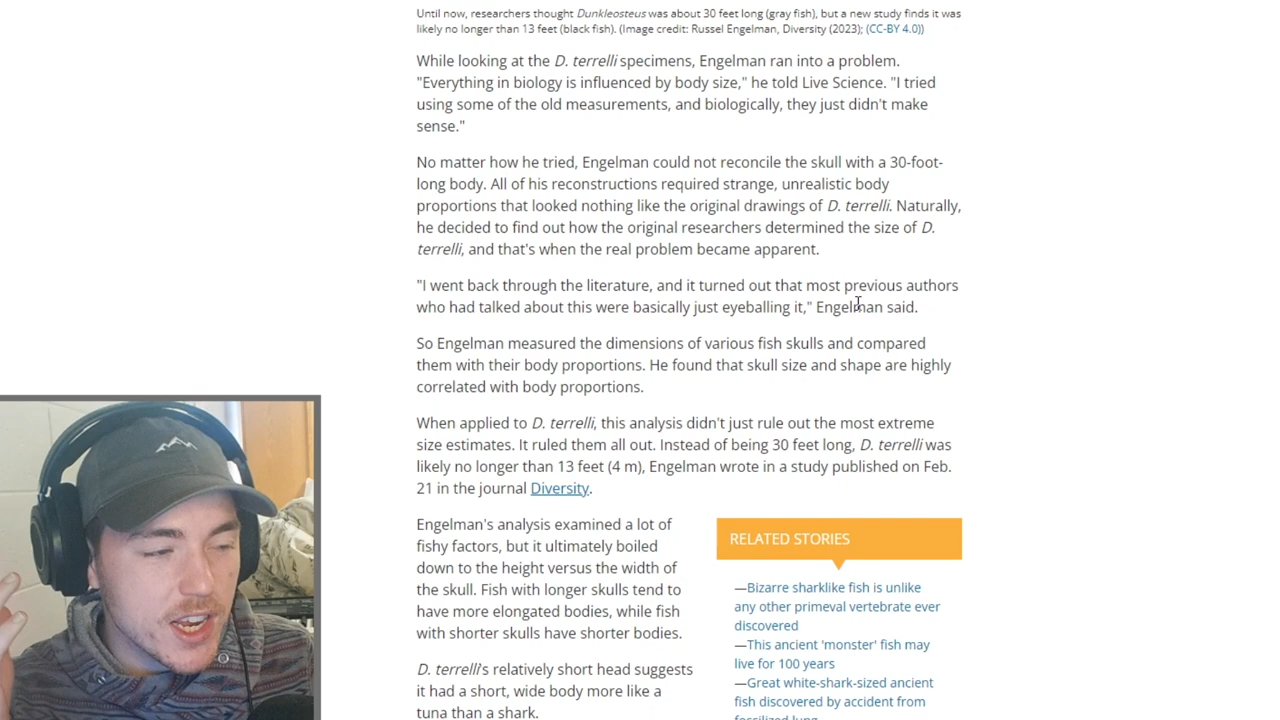 Until now, researchers thought Dunkleosteus was about 30 feet long (gray fish), but a new study finds it was
likely no longer than 13 feet (black fish). (Image credit: Russel Engelman, Diversity (2023); (CC-BY 4.0))
While looking at the D. terrelli specimens, Engelman ran into a problem.
"Everything in biology is influenced by body size," he told Live Science. "I tried
using some of the old measurements, and biologically, they just didn't make
sense."
No matter how he tried, Engelman could not reconcile the skull with a 30-foot-
long body. All of his reconstructions required strange, unrealistic body
proportions that looked nothing like the original drawings of D. terrelli. Naturally,
he decided to find out how the original researchers determined the size of D.
terrelli, and that's when the real problem became apparent.
"I went back through the literature, and it turned out that most previous authors
who had talked about this were basically just eyeballing it," Engelman said.
So Engelman measured the dimensions of various fish skulls and compared
them with their body proportions. He found that skull size and shape are highly
correlated with body proportions.
When applied to D. terrelli, this analysis didn't just rule out the most extreme
size estimates. It ruled them all out. Instead of being 30 feet long, D. terrelli was
likely no longer than 13 feet (4 m), Engelman wrote in a study published on Feb.
21 in the journal Diversity.
Engelman's analysis examined a lot of
fishy factors, but it ultimately boiled
down to the height versus the width of
the skull. Fish with longer skulls tend to
have more elongated bodies, while fish
with shorter skulls have shorter bodies.
D. terrelli's relatively short head suggests
it had a short, wide body more like a
tuna than a shark.
RELATED STORIES
—Bizarre sharklike fish is unlike
any other primeval vertebrate ever
discovered
—This ancient 'monster' fish may
live for 100 years
—Great white-shark-sized ancient
fish discovered by accident from
fossilized lung